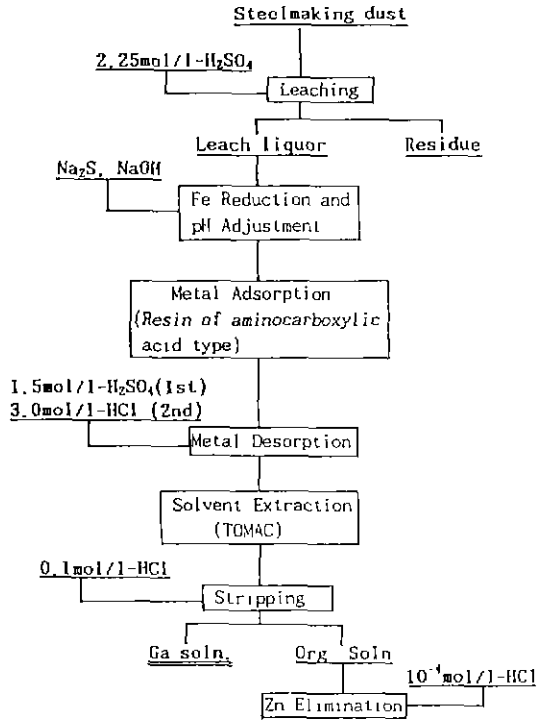 Steelmaking dust
2.25mol/l-H₂SO₄
Leaching
Leach liquor
Residue
Na₂S, NaOH
Fe Reduction and
pH Adjustment
Metal Adsorption
(Resin of aminocarboxylic
acid type)
1.5mol/l-H₂SO₄(1st)
3.0mol/l-HCl (2nd)
Metal Desorption
Solvent Extraction
(TOMAC)
0.1mol/l-HCl
Stripping
Ga soln.
Org Soln
10⁻⁴mol/l-HCl
Zn Elimination